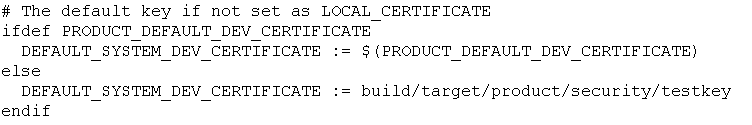 # The default key if not set as LOCAL_CERTIFICATE
ifdef PRODUCT_DEFAULT_DEV_CERTIFICATE
  DEFAULT_SYSTEM_DEV_CERTIFICATE := $(PRODUCT_DEFAULT_DEV_CERTIFICATE)
else
  DEFAULT_SYSTEM_DEV_CERTIFICATE := build/target/product/security/testkey
endif